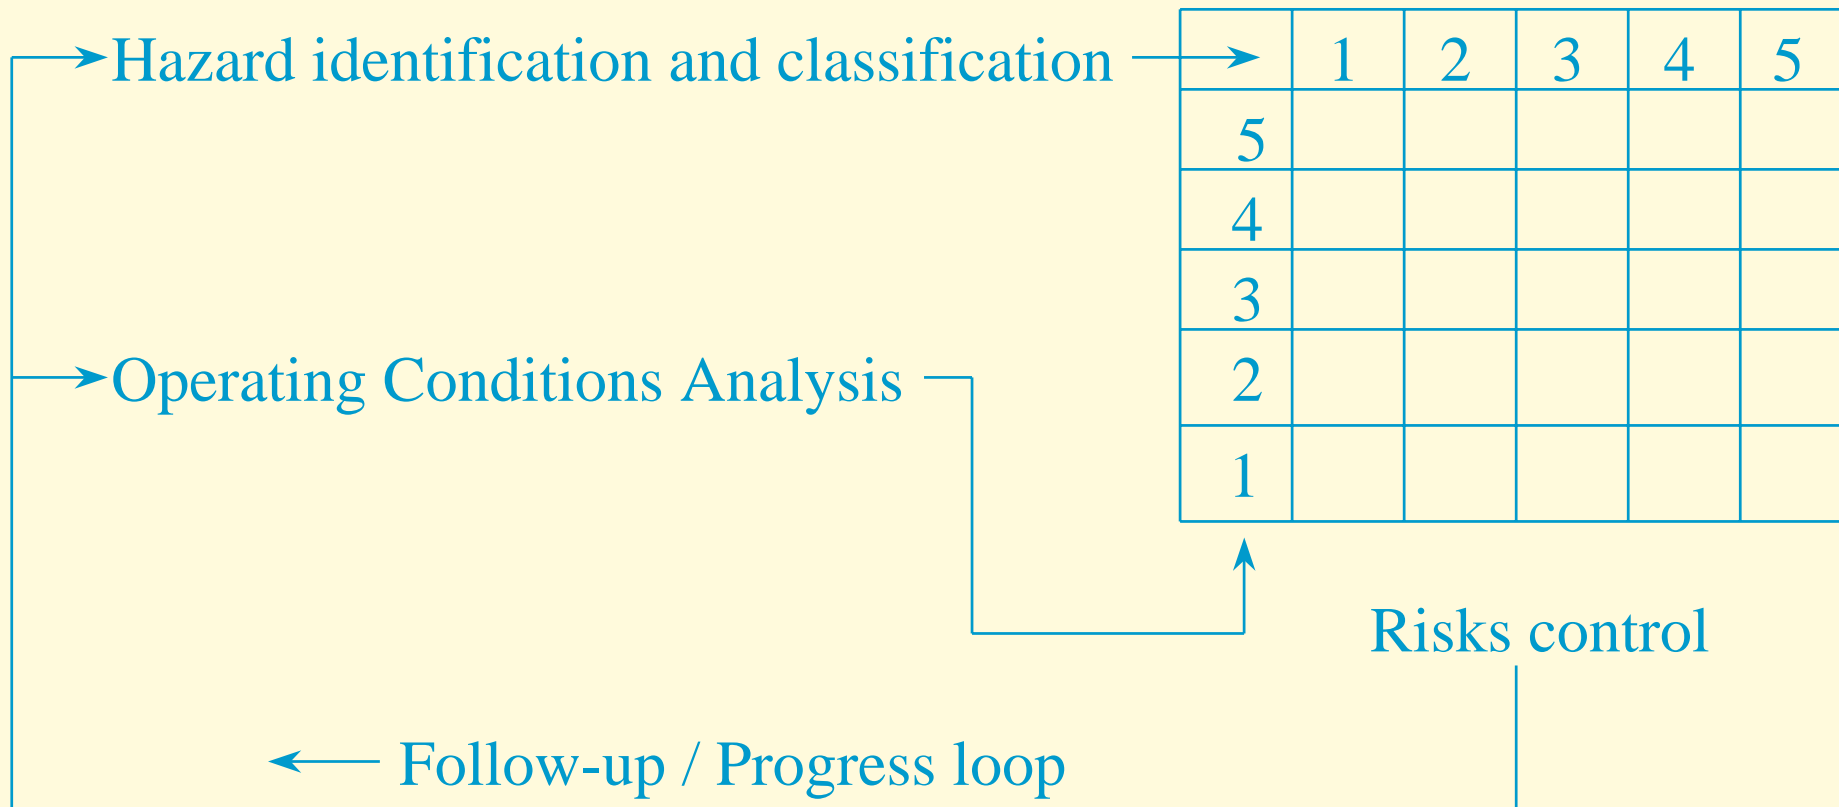 Hazard identification and classification
1 2 3 4 5
5
4
3
Operating Conditions Analysis
2
1
Risks control
Follow-up / Progress loop